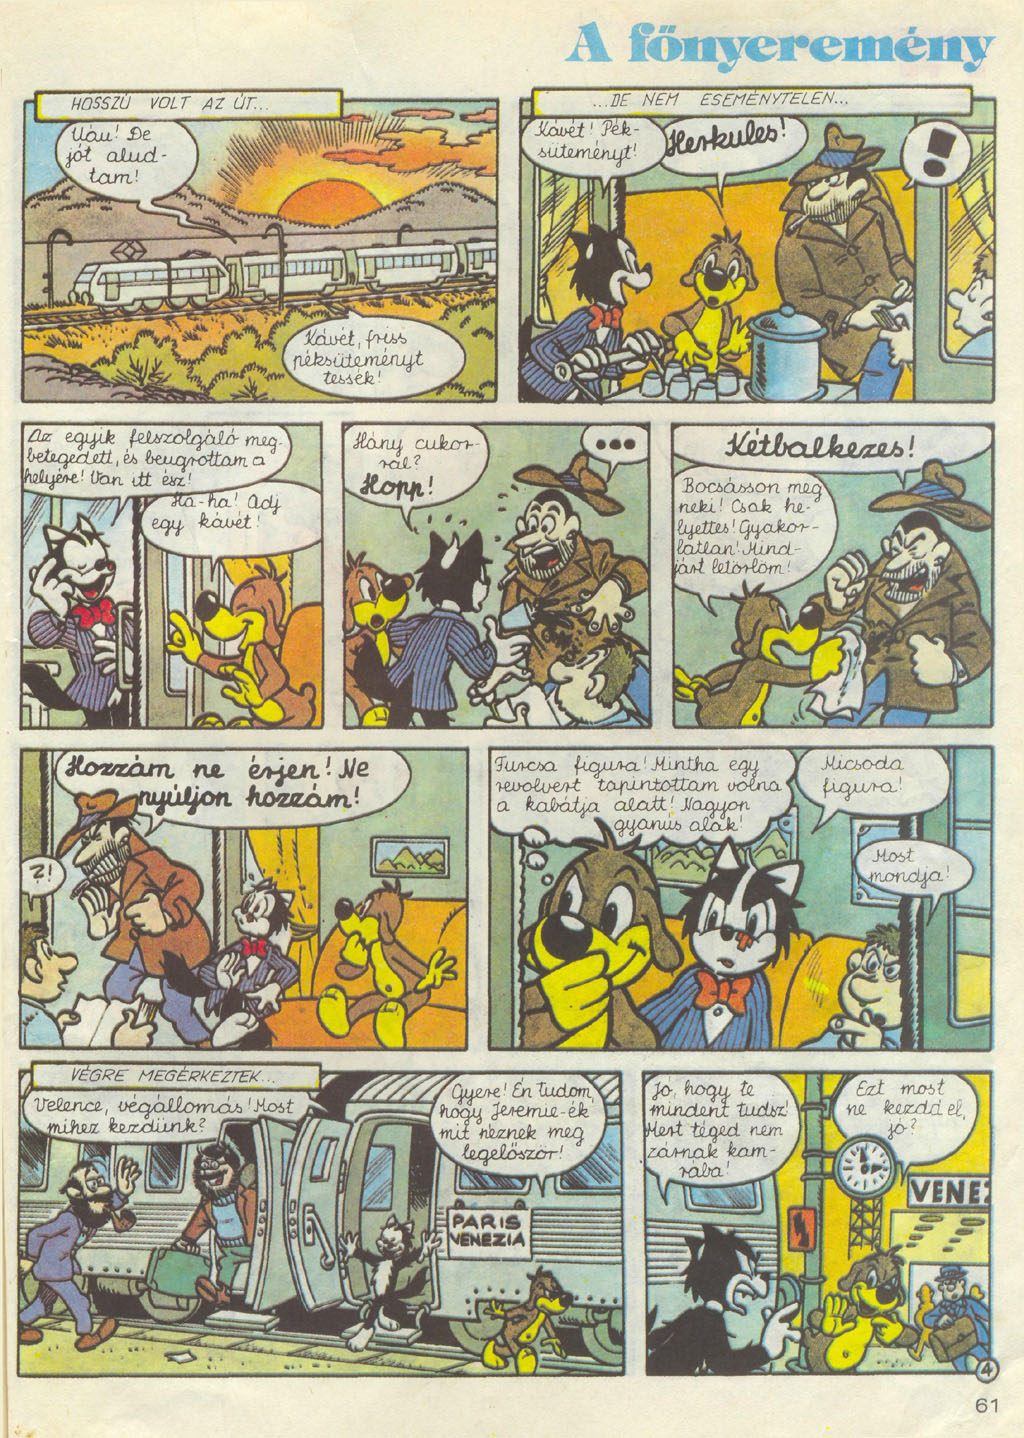 A főnyeremény
HOSSZÚ VOLT AZ ÚT...
Uáu! De
jót alud-
tam!
Kávét, friss
péksüteményt
tessék!
...DE NEM ESEMÉNYTELEN...
Kávét! Pék-
süteményt!
Herkules!
!
Az egyik felszolgáló meg-
betegedett, és beugrottam a
helyére! Van itt ész!
Ha-ha! Adj
egy kávét!
Hány cukor-
ral?
Hopp!
...
Kétbalkezes!
Bocsásson meg
neki! Csak he-
lyettes! Gyakor-
latlan! Mind-
járt letörlöm!
Hozzám ne érjen! Ne
nyúljon hozzám!
?!
Furcsa figura! Mintha egy
revolvert tapintottam volna
a kabátja alatt! Nagyon
gyanús alak!
Micsoda
figura!
Most
mondja!
VÉGRE MEGÉRKEZTEK...
Velence, végállomás! Most
mihez kezdünk?
Gyere! Én tudom,
hogy Jeremie-ék
mit néznek meg
legelőször!
PARIS
VENEZIA
Jó, hogy te
mindent tudsz!
Mert téged nem
zárnak kam-
rába!
Ezt most
ne kezdd el,
jó?
VENEZ
4
61